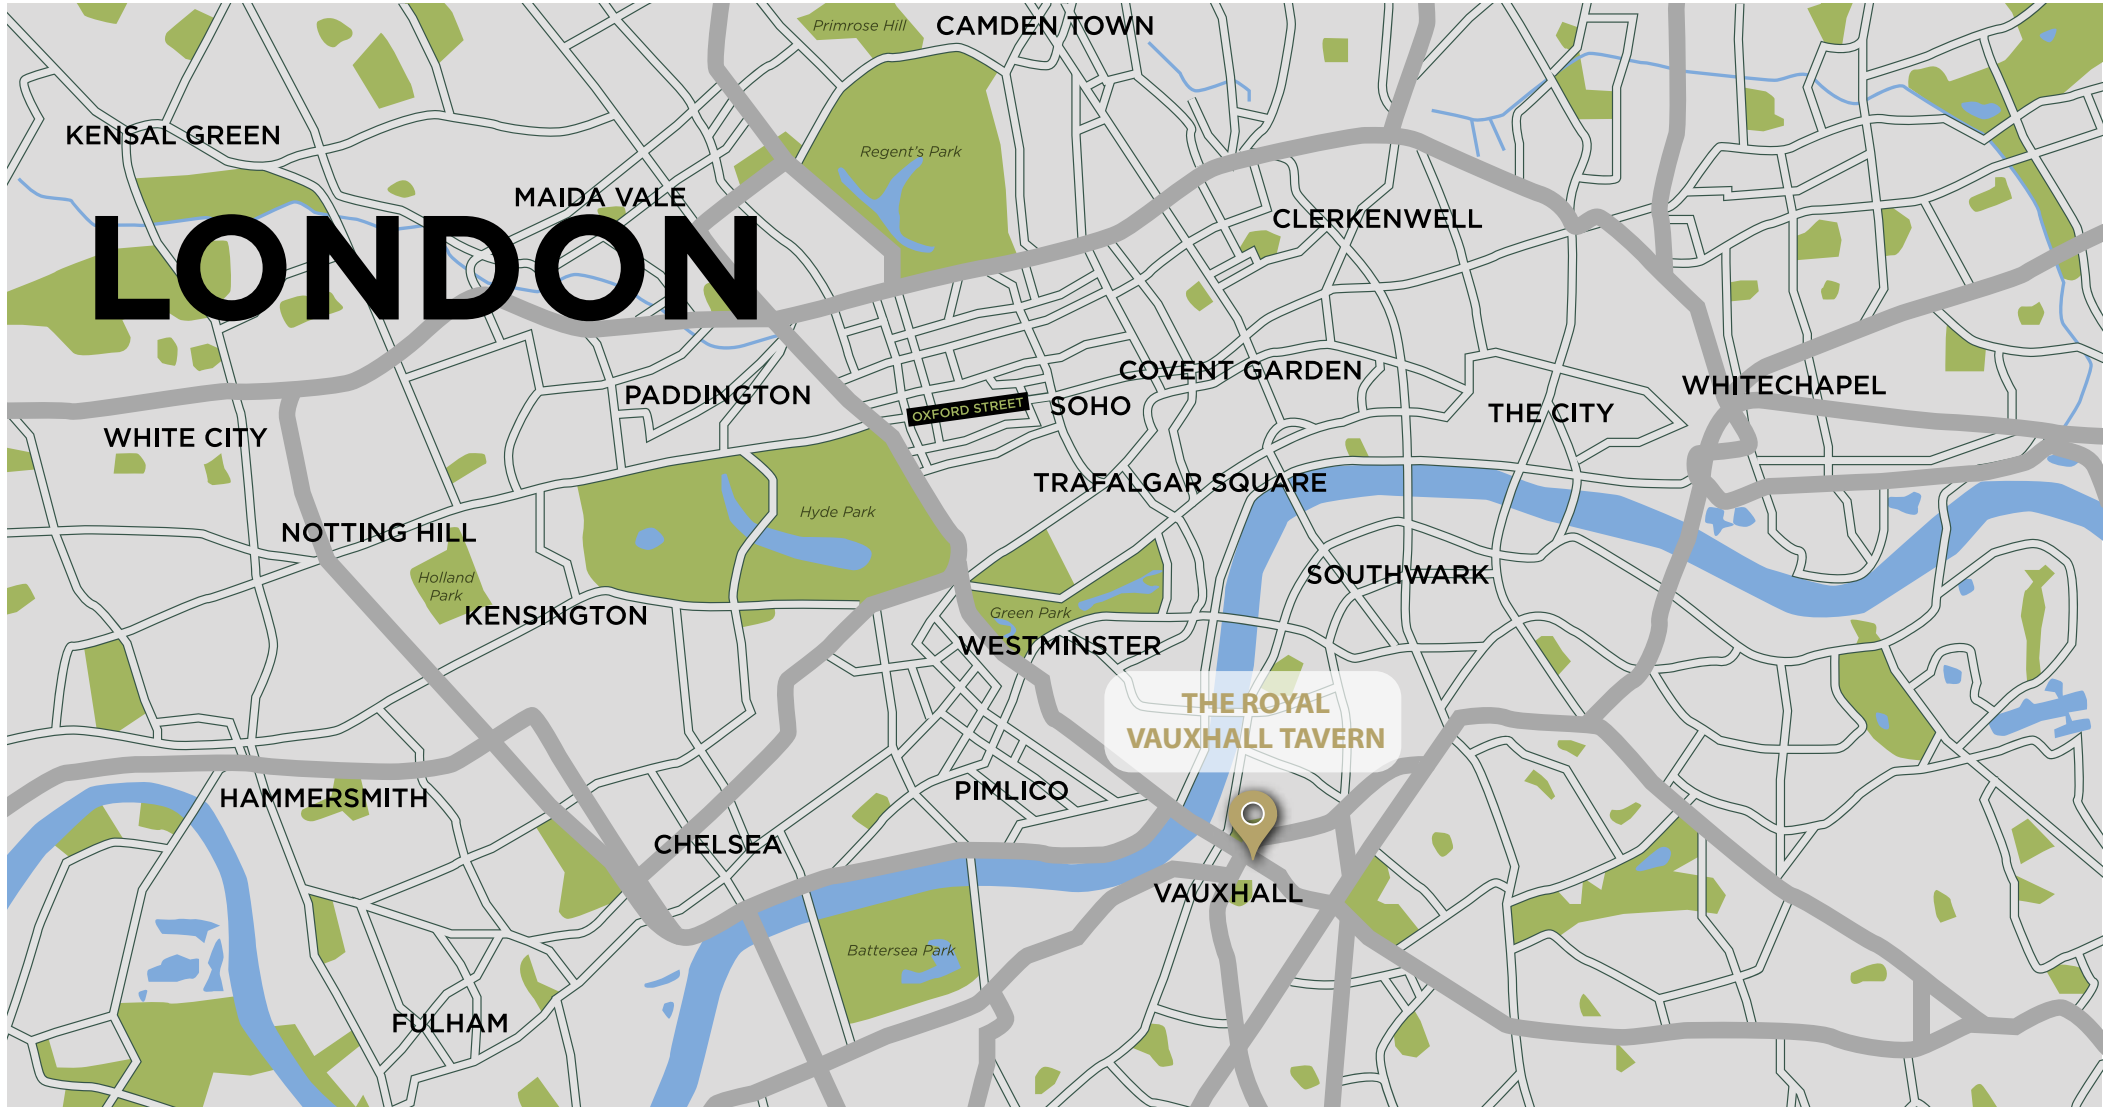 Primrose Hill
CAMDEN TOWN
KENSAL GREEN
Regent's Park
MAIDA VALE
CLERKENWELL
LONDON
COVENT GARDEN
WHITECHAPEL
PADDINGTON
OXFORD STREET
SOHO
THE CITY
WHITE CITY
TRAFALGAR SQUARE
Hyde Park
NOTTING HILL
Holland
Park
SOUTHWARK
KENSINGTON
Green Park
WESTMINSTER
THE ROYAL
VAUXHALL TAVERN
PIMLICO
HAMMERSMITH
CHELSEA
VAUXHALL
Battersea Park
FULHAM